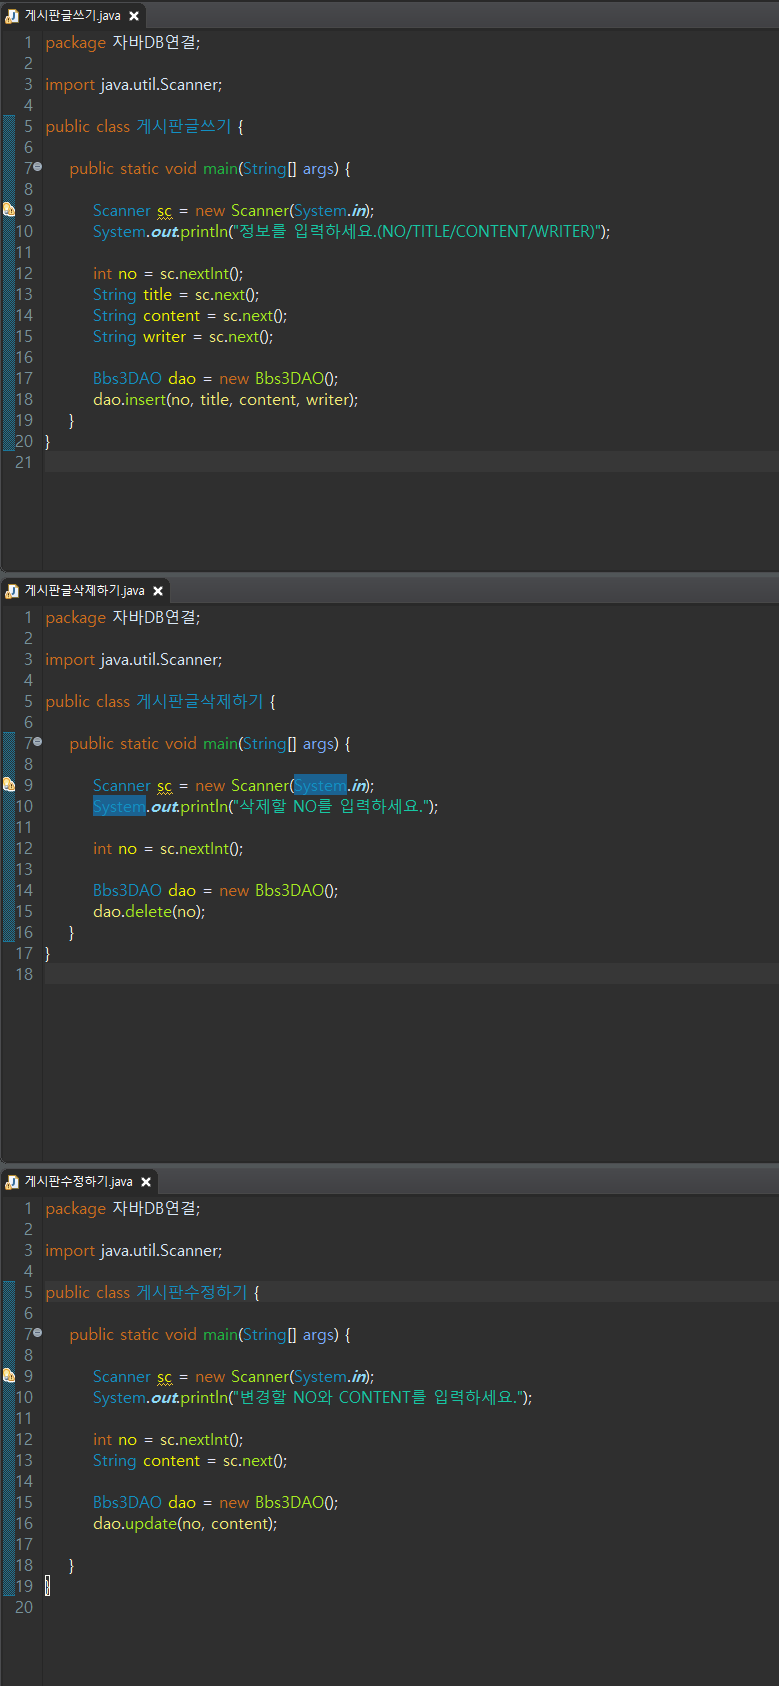 게시판글쓰기.java
1 package 자바DB연결;
2
3 import java.util.Scanner;
4
5 public class 게시판글쓰기 {
6
7 public static void main(String[] args) {
8
9 Scanner sc = new Scanner(System.in);
10 System.out.println("정보를 입력하세요.(NO/TITLE/CONTENT/WRITER)");
11
12 int no = sc.nextInt();
13 String title = sc.next();
14 String content = sc.next();
15 String writer = sc.next();
16
17 Bbs3DAO dao = new Bbs3DAO();
18 dao.insert(no, title, content, writer);
19 }
20 }
21
게시판글삭제하기.java
1 package 자바DB연결;
2
3 import java.util.Scanner;
4
5 public class 게시판글삭제하기 {
6
7 public static void main(String[] args) {
8
9 Scanner sc = new Scanner(System.in);
10 System.out.println("삭제할 NO를 입력하세요.");
11
12 int no = sc.nextInt();
13
14 Bbs3DAO dao = new Bbs3DAO();
15 dao.delete(no);
16 }
17 }
18
게시판수정하기.java
1 package 자바DB연결;
2
3 import java.util.Scanner;
4
5 public class 게시판수정하기 {
6
7 public static void main(String[] args) {
8
9 Scanner sc = new Scanner(System.in);
10 System.out.println("변경할 NO와 CONTENT를 입력하세요.");
11
12 int no = sc.nextInt();
13 String content = sc.next();
14
15 Bbs3DAO dao = new Bbs3DAO();
16 dao.update(no, content);
17
18 }
19 }
20